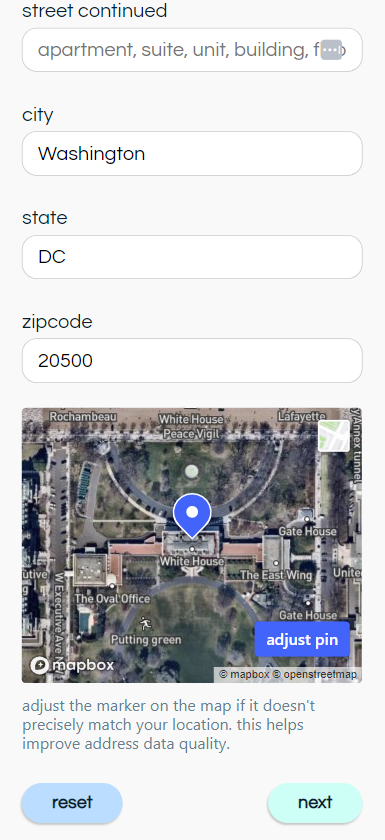 street continued
apartment, suite, unit, building, f
city
Washington
state
DC
zipcode
20500
Rochambeau
White House
Peace Vigil
Lafayette
y Annex tunnel
Gate House
White House
The East Wing
The Oval Office
W Executive Ave N
Gate House
Putting green
adjust pin
mapbox
© mapbox © openstreetmap
adjust the marker on the map if it doesn't
precisely match your location. this helps
improve address data quality.
reset
next